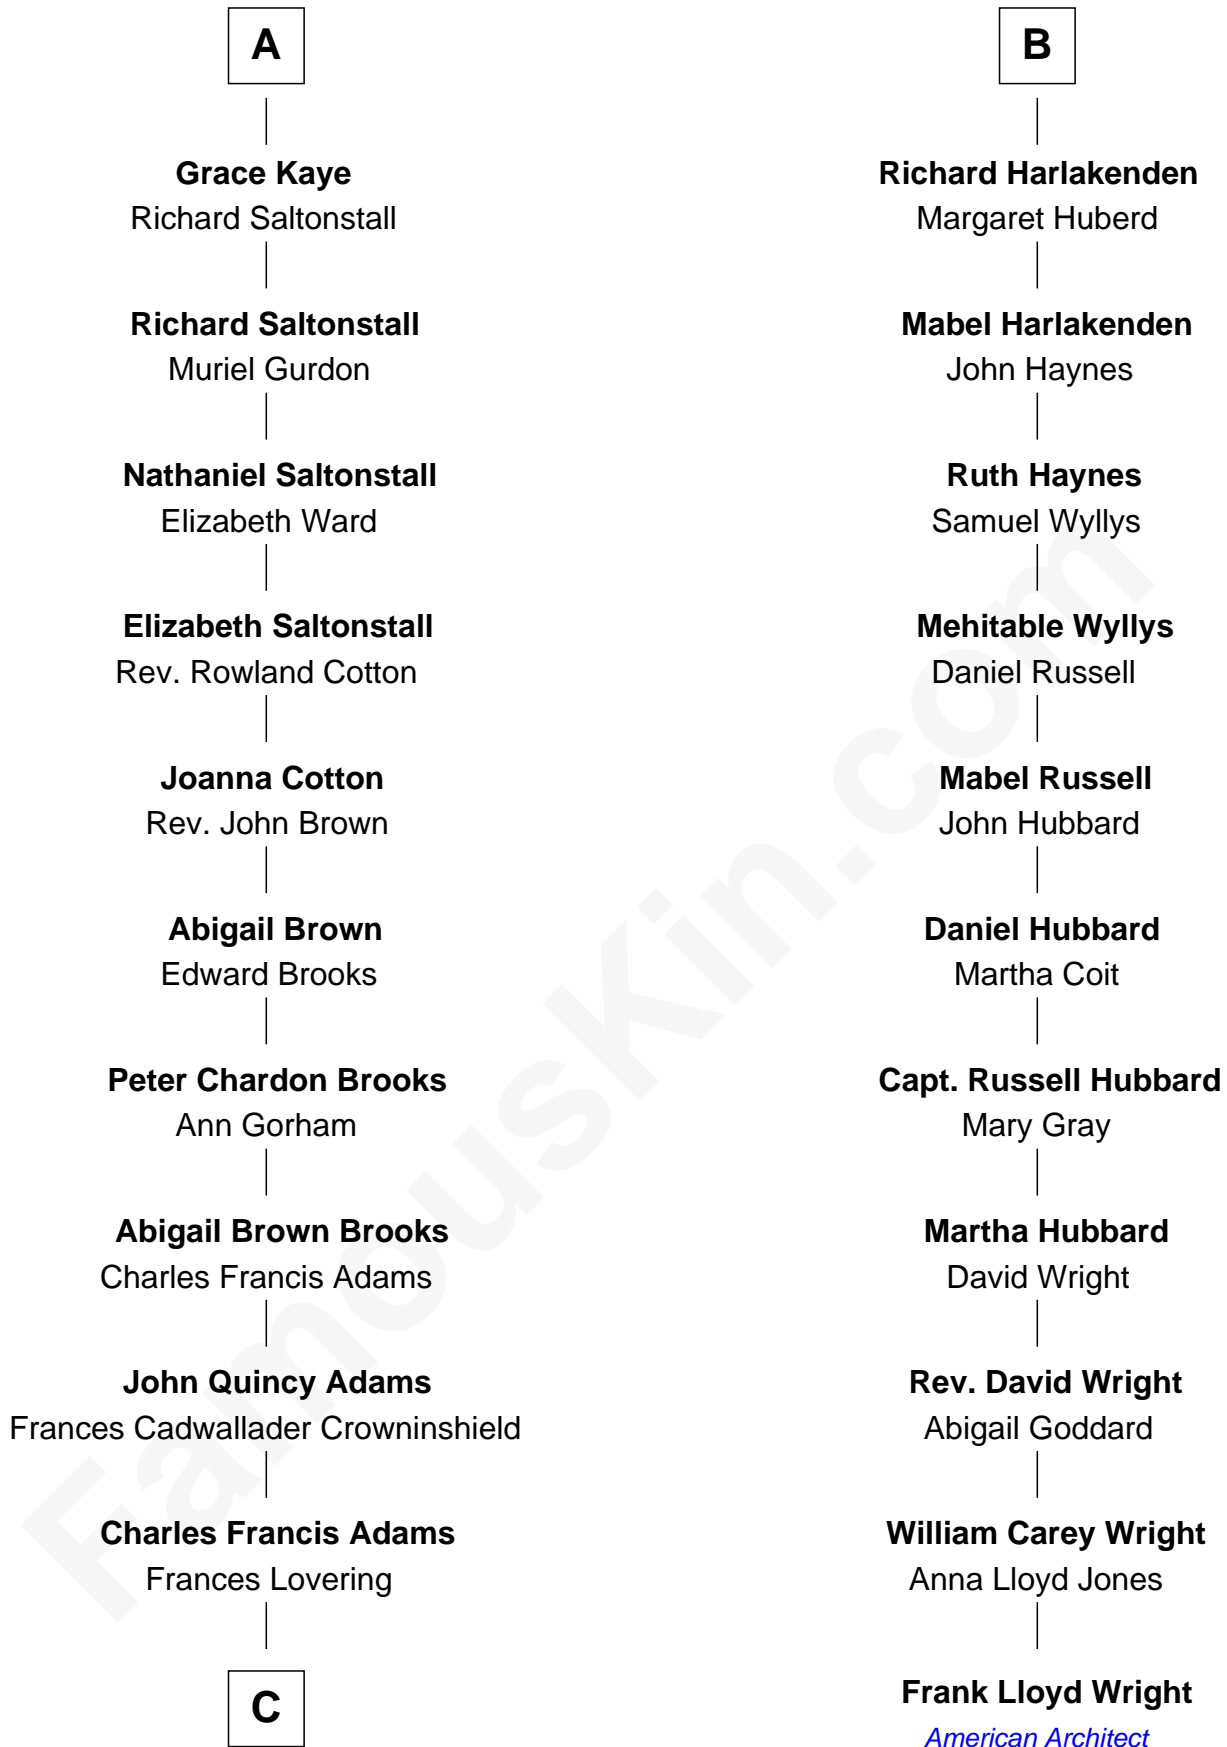 A
Grace Kaye
Richard Saltonstall
Richard Saltonstall
Muriel Gurdon
Nathaniel Saltonstall
Elizabeth Ward
Elizabeth Saltonstall
Rev. Rowland Cotton
Joanna Cotton
Rev. John Brown
Abigail Brown
Edward Brooks
Peter Chardon Brooks
Ann Gorham
Abigail Brown Brooks
Charles Francis Adams
John Quincy Adams
Frances Cadwallader Crowninshield
Charles Francis Adams
Frances Lovering
C
B
Richard Harlakenden
Margaret Huberd
Mabel Harlakenden
John Haynes
Ruth Haynes
Samuel Wyllys
Mehitable Wyllys
Daniel Russell
Mabel Russell
John Hubbard
Daniel Hubbard
Martha Coit
Capt. Russell Hubbard
Mary Gray
Martha Hubbard
David Wright
Rev. David Wright
Abigail Goddard
William Carey Wright
Anna Lloyd Jones
Frank Lloyd Wright
American Architect
FamousKin.com